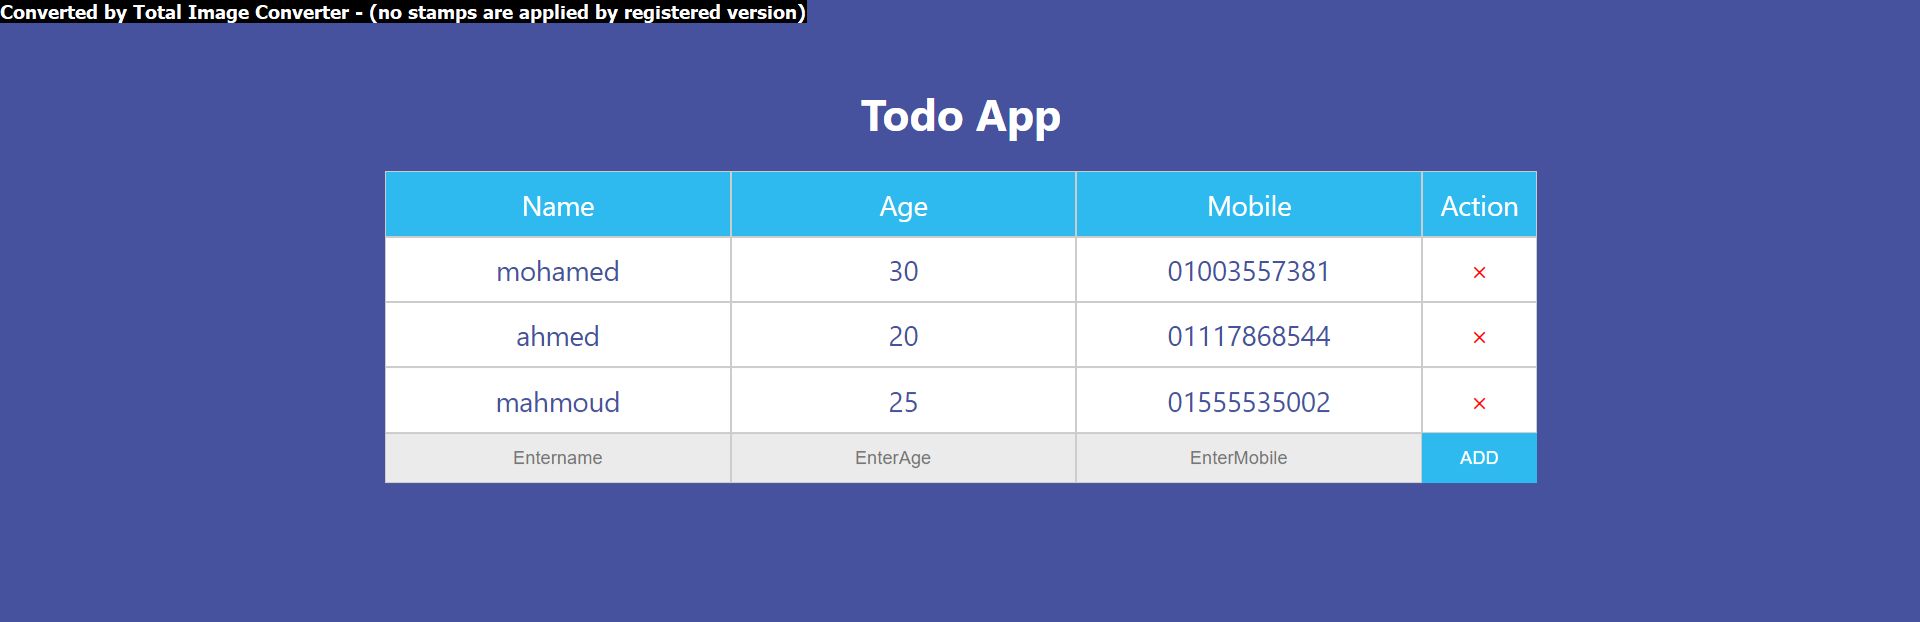 Converted by Total Image Converter - (no stamps are applied by registered version)
Todo App
Name Age Mobile Action
mohamed 30 01003557381 ×
ahmed 20 01117868544 ×
mahmoud 25 01555535002 ×
Entername EnterAge EnterMobile ADD